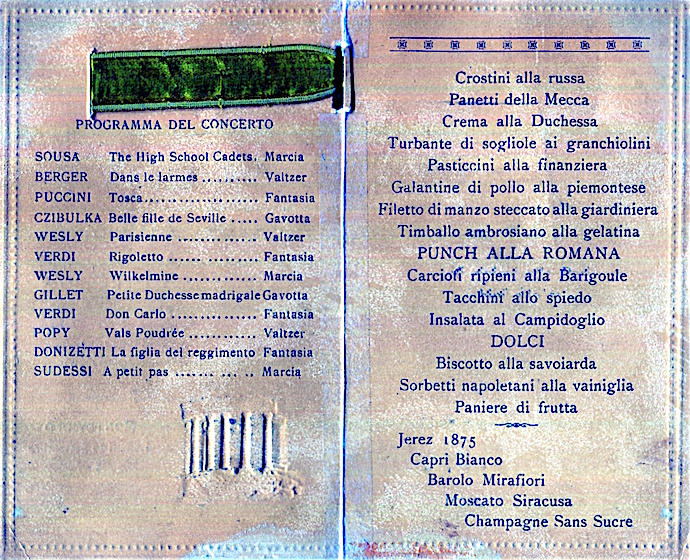 PROGRAMMA DEL CONCERTO
SOUSA The High School Cadets. Marcia
BERGER Dans le larmes .......... Valtzer
PUCCINI Tosca .................... Fantasia
CZIBULKA Belle fille de Seville ..... Gavotta
WESLY Parisienne .............. Valtzer
VERDI Rigoletto ...... ......... Fantasia
WESLY Wilkelmine .............. Marcia
GILLET Petite Duchesse madrigale Gavotta
VERDI Don Carlo ............... Fantasia
POPY Vals Poudrée ............ Valtzer
DONIZETTI La figlia del reggimento Fantasia
SUDESSI A petit pas ........ .. .. Marcia
Crostini alla russa
Panetti della Mecca
Crema alla Duchessa
Turbante di sogliole ai granchiolini
Pasticcini alla finanziera
Galantine di pollo alla piemontese
Filetto di manzo steccato alla giardiniera
Timballo ambrosiano alla gelatina
PUNCH ALLA ROMANA
Carciofi ripieni alla Barigoule
Tacchini allo spiedo
Insalata al Campidoglio
DOLCI
Biscotto alla savoiarda
Sorbetti napoletani alla vainiglia
Paniere di frutta
Jerez 1875
Capri Bianco
Barolo Mirafiori
Moscato Siracusa
Champagne Sans Sucre